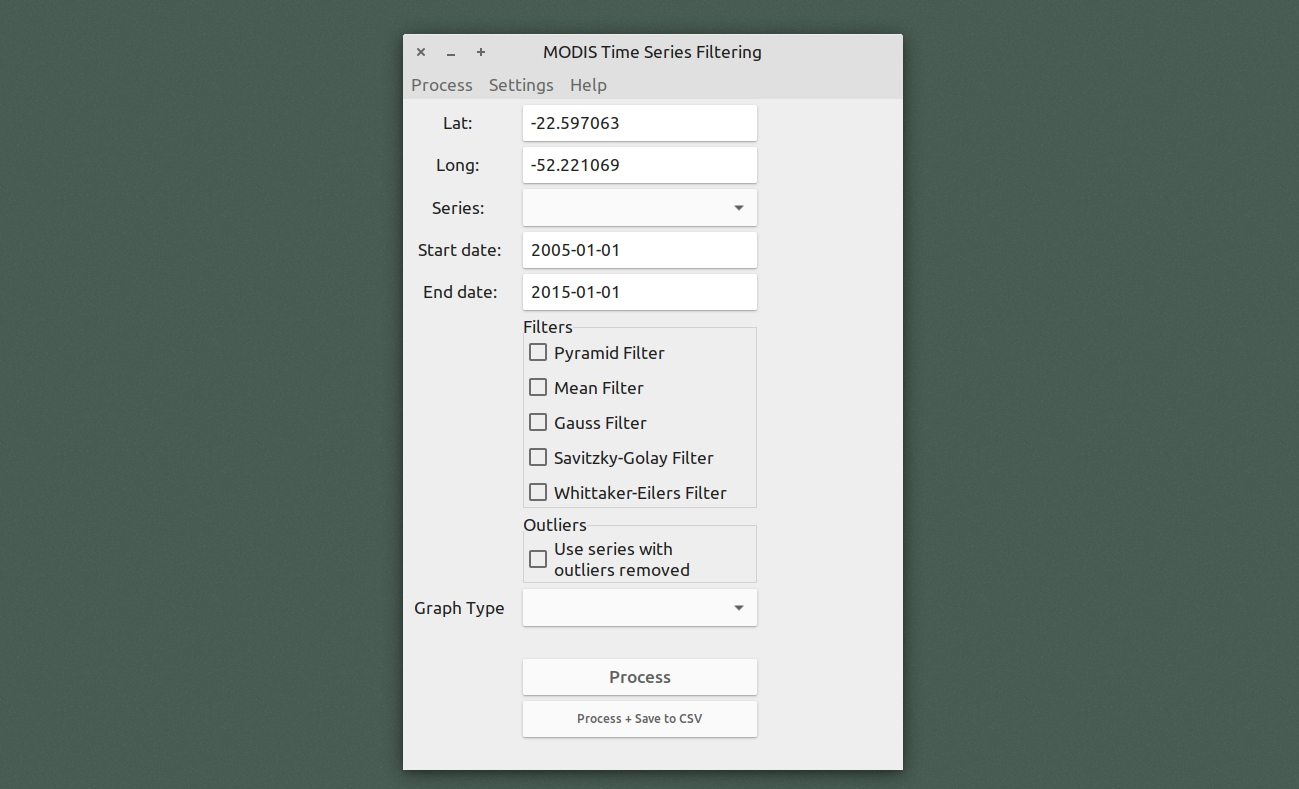 MODIS Time Series Filtering
Process Settings Help
Lat: -22.597063
Long: -52.221069
Series:
Start date: 2005-01-01
End date: 2015-01-01
Filters
Pyramid Filter
Mean Filter
Gauss Filter
Savitzky-Golay Filter
Whittaker-Eilers Filter
Outliers
Use series with
outliers removed
Graph Type
Process
Process + Save to CSV